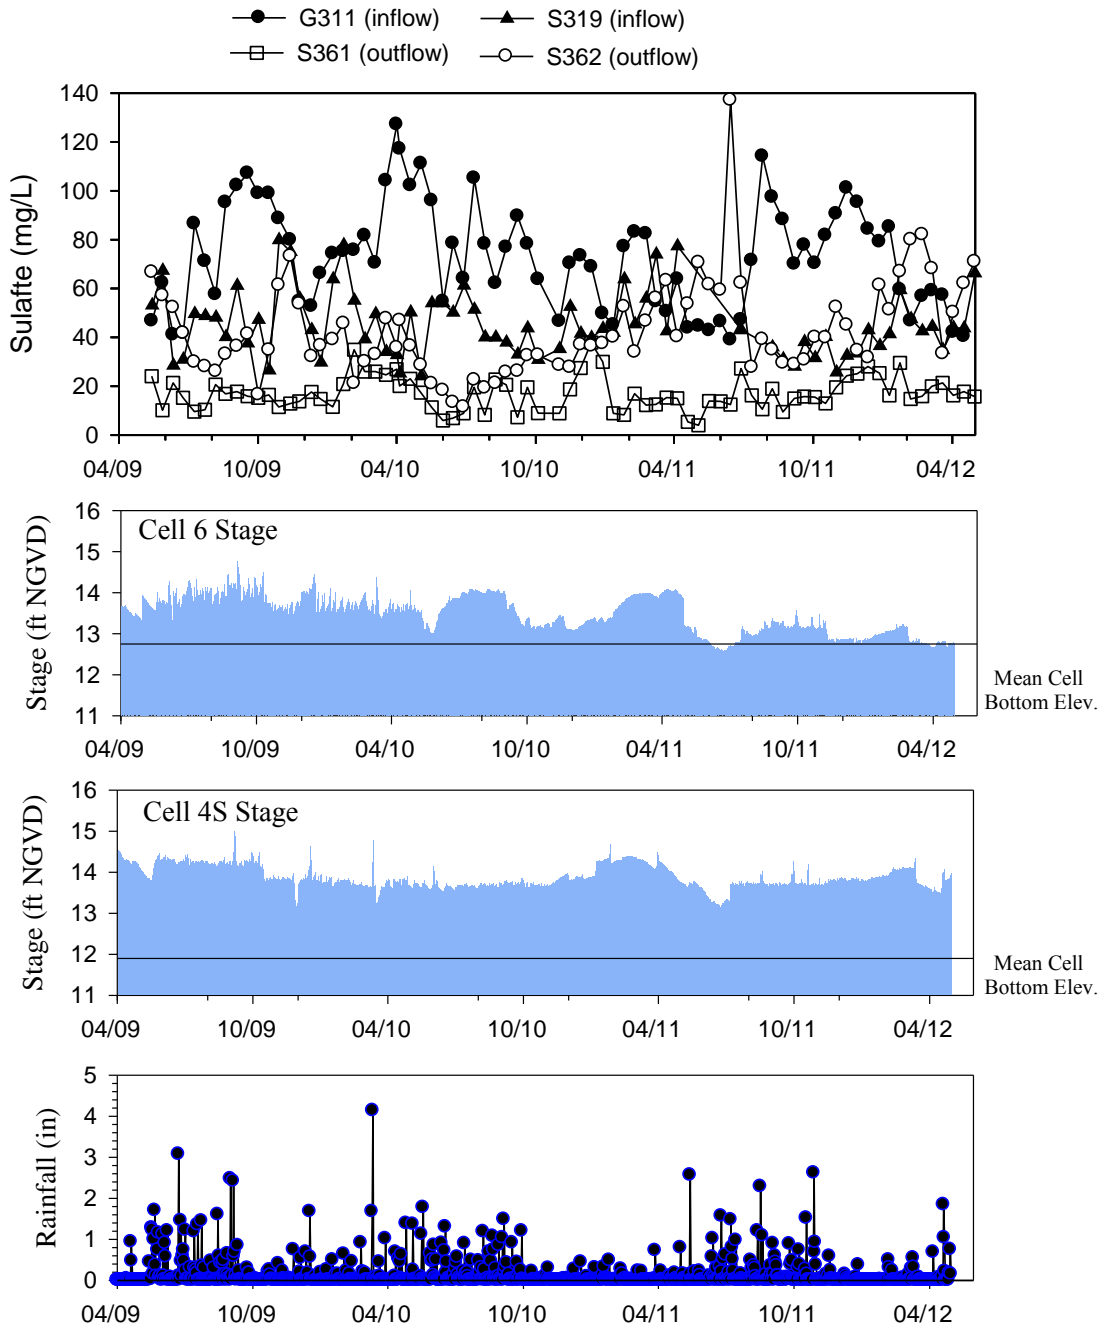 G311 (inflow)
S319 (inflow)
S361 (outflow)
S362 (outflow)
Sulafte (mg/L)
140
120
100
80
60
40
20
0
04/09 10/09 04/10 10/10 04/11 10/11 04/12
Cell 6 Stage
Stage (ft NGVD)
16
15
14
13
12
11
Mean Cell
Bottom Elev.
04/09 10/09 04/10 10/10 04/11 10/11 04/12
Cell 4S Stage
Stage (ft NGVD)
16
15
14
13
12
11
Mean Cell
Bottom Elev.
04/09 10/09 04/10 10/10 04/11 10/11 04/12
Rainfall (in)
5
4
3
2
1
0
04/09 10/09 04/10 10/10 04/11 10/11 04/12